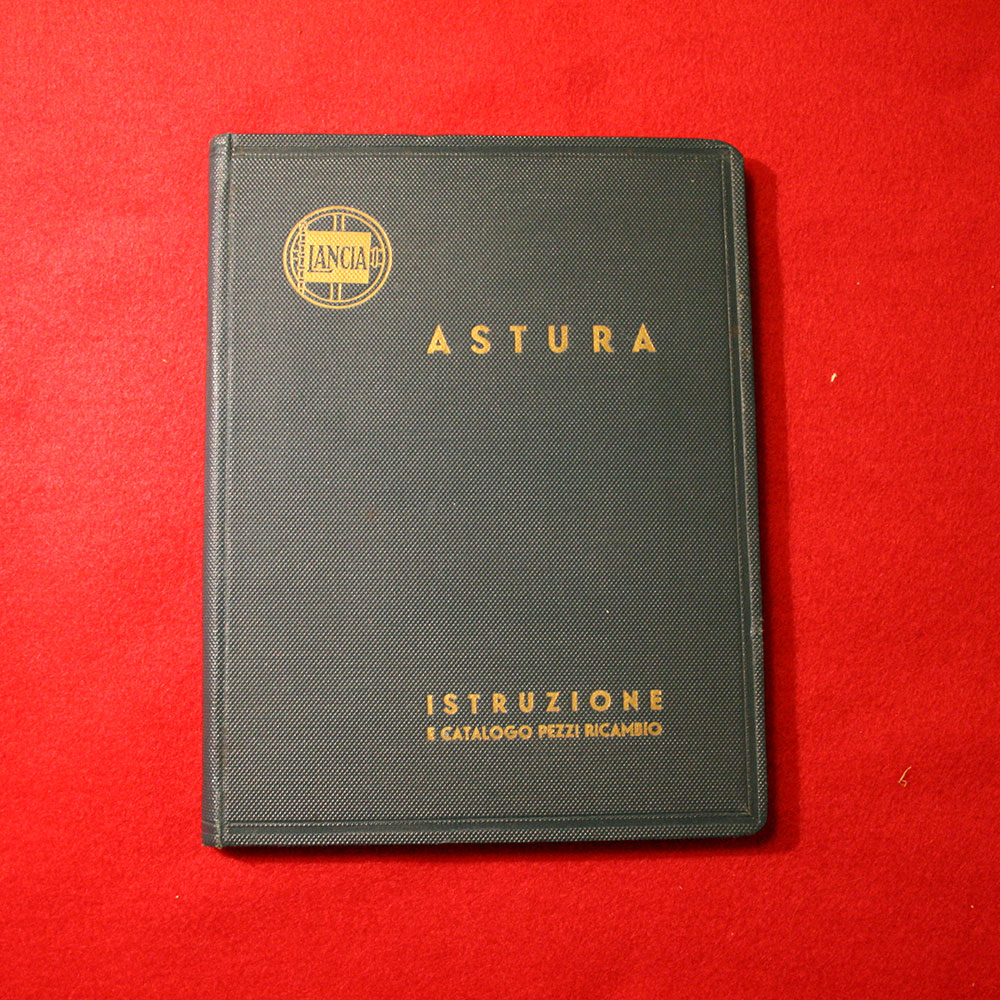 LANCIA
ASTURA
ISTRUZIONE
E CATALOGO PEZZI RICAMBIO